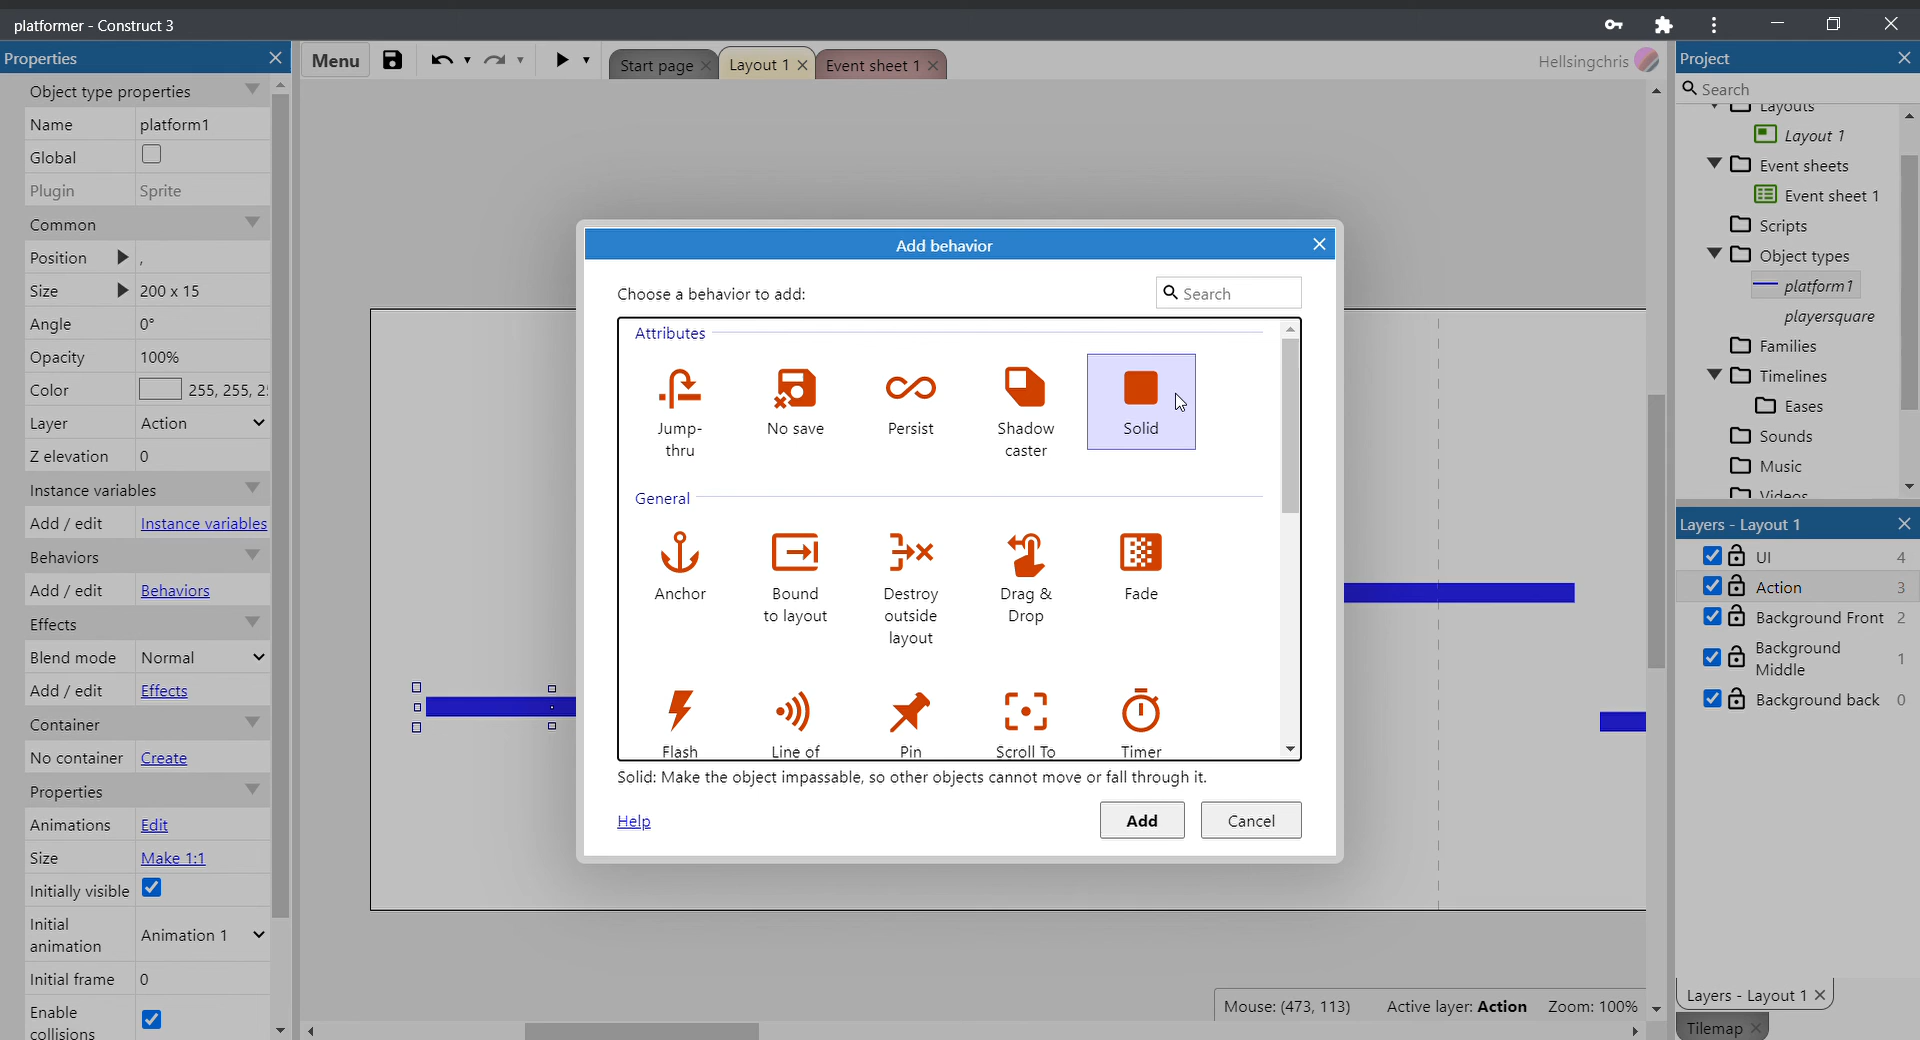 platformer - Construct 3
Properties
Menu
Start page
Layout 1
Event sheet 1
Hellsingchris
Project
Object type properties
Name platform1
Global
Plugin Sprite
Common
Position ,
Size 200 x 15
Angle 0°
Opacity 100%
Color 255, 255, 2
Layer Action
Z elevation 0
Instance variables
Add / edit Instance variables
Behaviors
Add / edit Behaviors
Effects
Blend mode Normal
Add / edit Effects
Container
No container Create
Properties
Animations Edit
Size Make 1:1
Initially visible
Initial
animation Animation 1
Initial frame 0
Enable
collisions
Add behavior
Choose a behavior to add:
Search
Attributes
Jump-
thru
No save
Persist
Shadow
caster
Solid
General
Anchor
Bound
to layout
Destroy
outside
layout
Drag &
Drop
Fade
Flash
Line of
Pin
Scroll To
Timer
Solid: Make the object impassable, so other objects cannot move or fall through it.
Help
Add
Cancel
Mouse: (473, 113) Active layer: Action Zoom: 100%
Search
Layouts
Layout 1
Event sheets
Event sheet 1
Scripts
Object types
platform1
playersquare
Families
Timelines
Eases
Sounds
Music
Videos
Layers - Layout 1
UI 4
Action 3
Background Front 2
Background
Middle 1
Background back 0
Layers - Layout 1
Tilemap